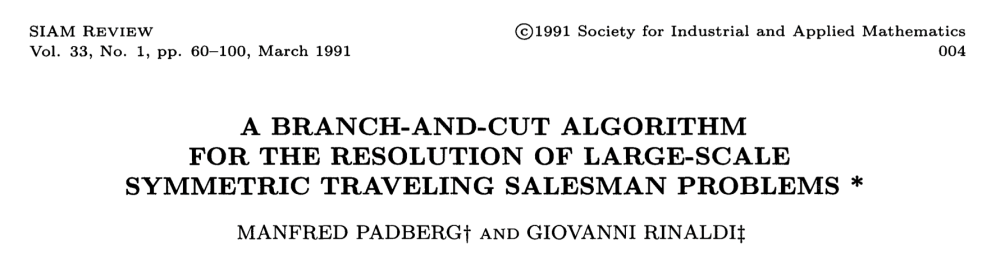 SIAM REVIEW
Vol. 33, No. 1, pp. 60–100, March 1991
©1991 Society for Industrial and Applied Mathematics
004
A BRANCH-AND-CUT ALGORITHM
FOR THE RESOLUTION OF LARGE-SCALE
SYMMETRIC TRAVELING SALESMAN PROBLEMS *
MANFRED PADBERG† AND GIOVANNI RINALDI‡